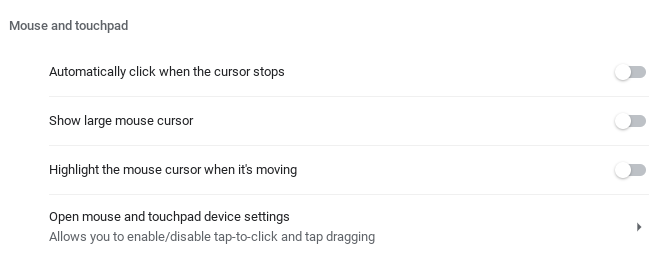 Mouse and touchpad
Automatically click when the cursor stops
Show large mouse cursor
Highlight the mouse cursor when it's moving
Open mouse and touchpad device settings
Allows you to enable/disable tap-to-click and tap dragging